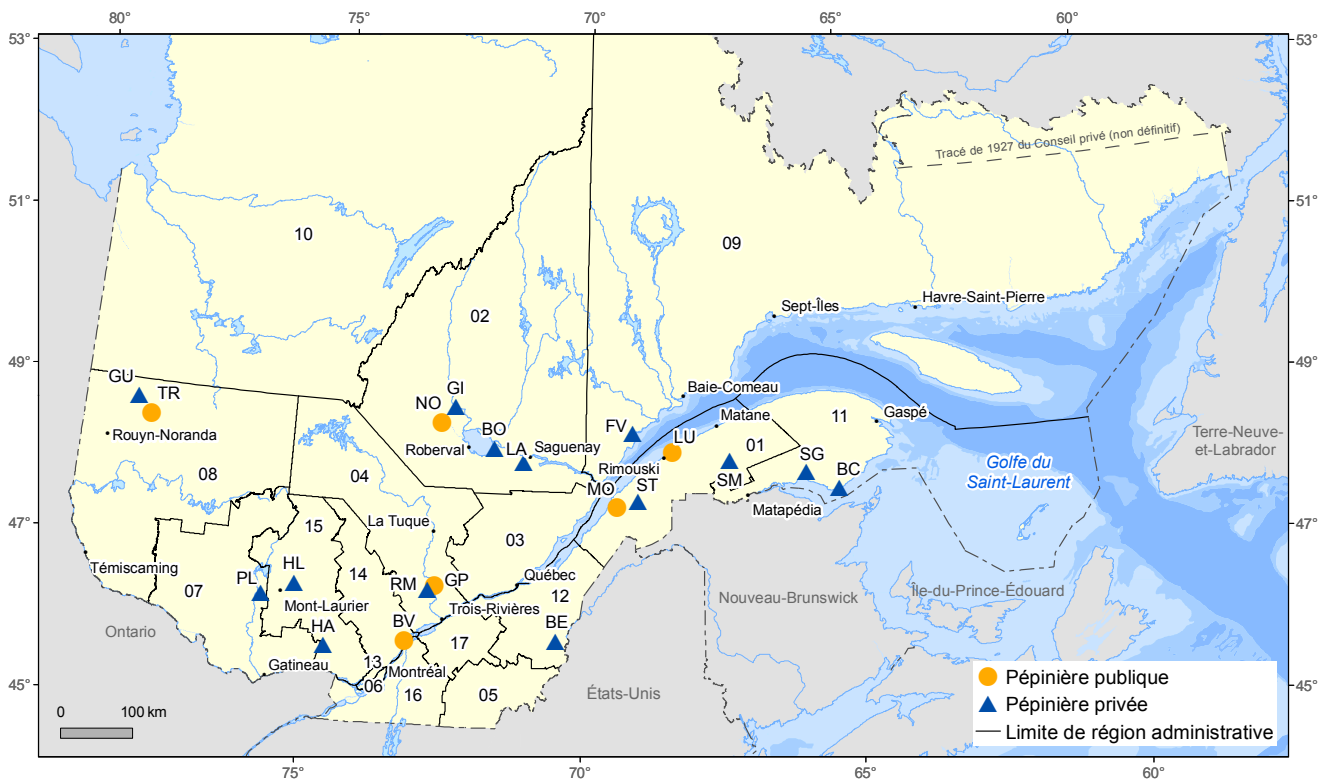 80°
75°
70°
65°
60°
53°
53°
Tracé de 1927 du Conseil privé (non définitif)
51°
51°
10
09
02
Sept-Îles
Havre-Saint-Pierre
49°
49°
GU
TR
Rouyn-Noranda
08
NO
GI
Roberval
BO
LA
Saguenay
Baie-Comeau
Matane
FV
LU
Rimouski
01
SM
11
Gaspé
SG
BC
Matapédia
MO
ST
Golfe du
Saint-Laurent
Terre-Neuve-
et-Labrador
47°
47°
04
La Tuque
15
03
Témiscaming
07
PL
HL
Mont-Laurier
14
RM
GP
Québec
12
Trois-Rivières
BE
Nouveau-Brunswick
Île-du-Prince-Édouard
Ontario
HA
Gatineau
BV
17
13
Montréal
06
16
05
États-Unis
45°
45°
0
100 km
Pépinière publique
Pépinière privée
Limite de région administrative
75°
70°
65°
60°